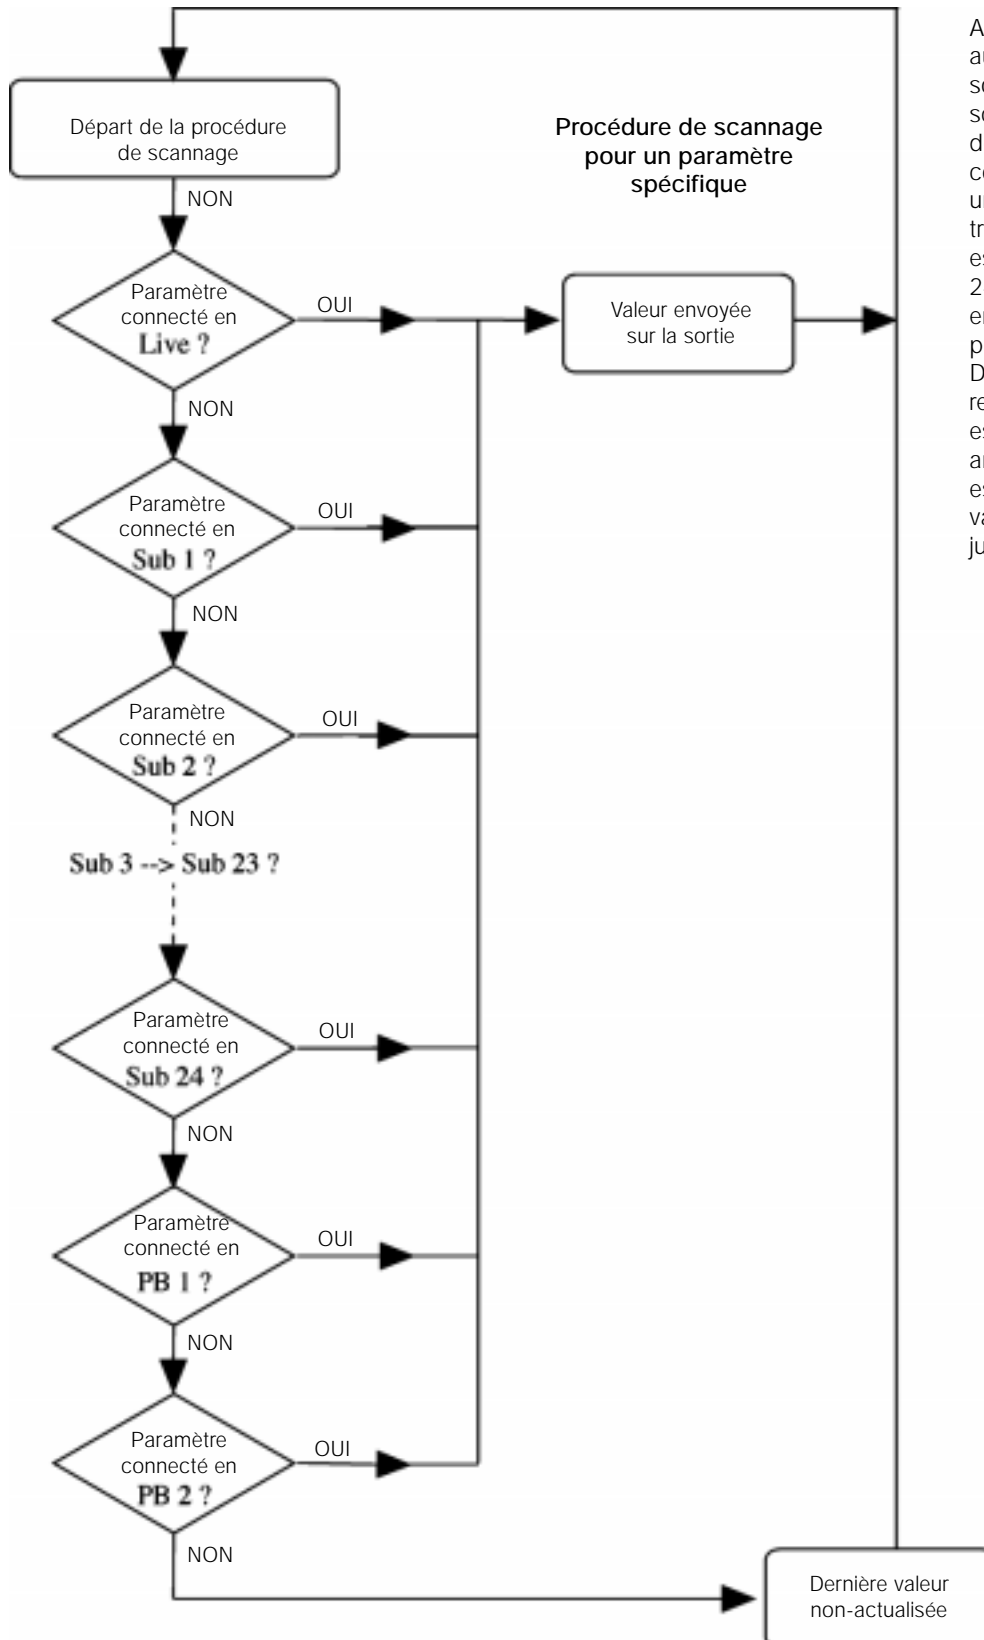 Départ de la procédure
de scannage
Procédure de scannage
pour un paramètre
spécifique
NON
Paramètre
connecté en
Live ?
OUI
Valeur envoyée
sur la sortie
NON
Paramètre
connecté en
Sub 1 ?
OUI
NON
Paramètre
connecté en
Sub 2 ?
OUI
NON
Sub 3 --> Sub 23 ?
Paramètre
connecté en
Sub 24 ?
OUI
NON
Paramètre
connecté en
PB 1 ?
OUI
NON
Paramètre
connecté en
PB 2 ?
OUI
NON
Dernière valeur
non-actualisée